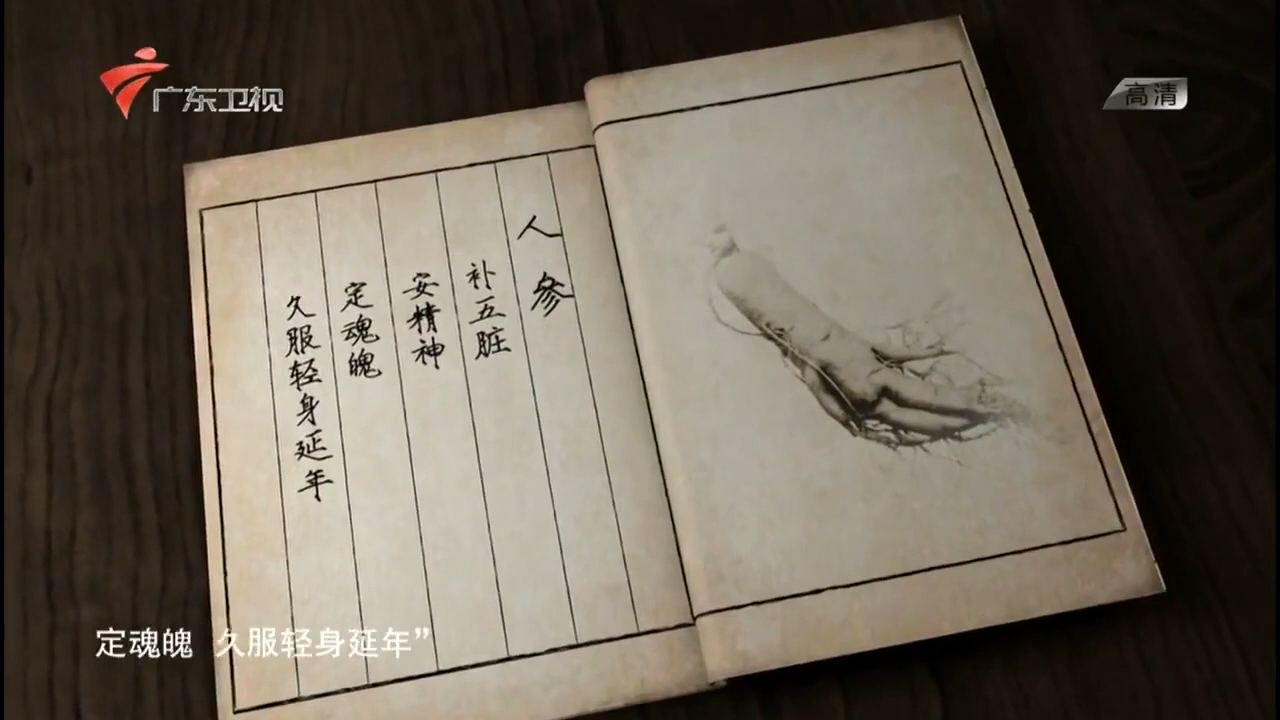 广东卫视
高清
人参
补五脏
安精神
定魂魄
久服轻身延年
定魂魄 久服轻身延年”